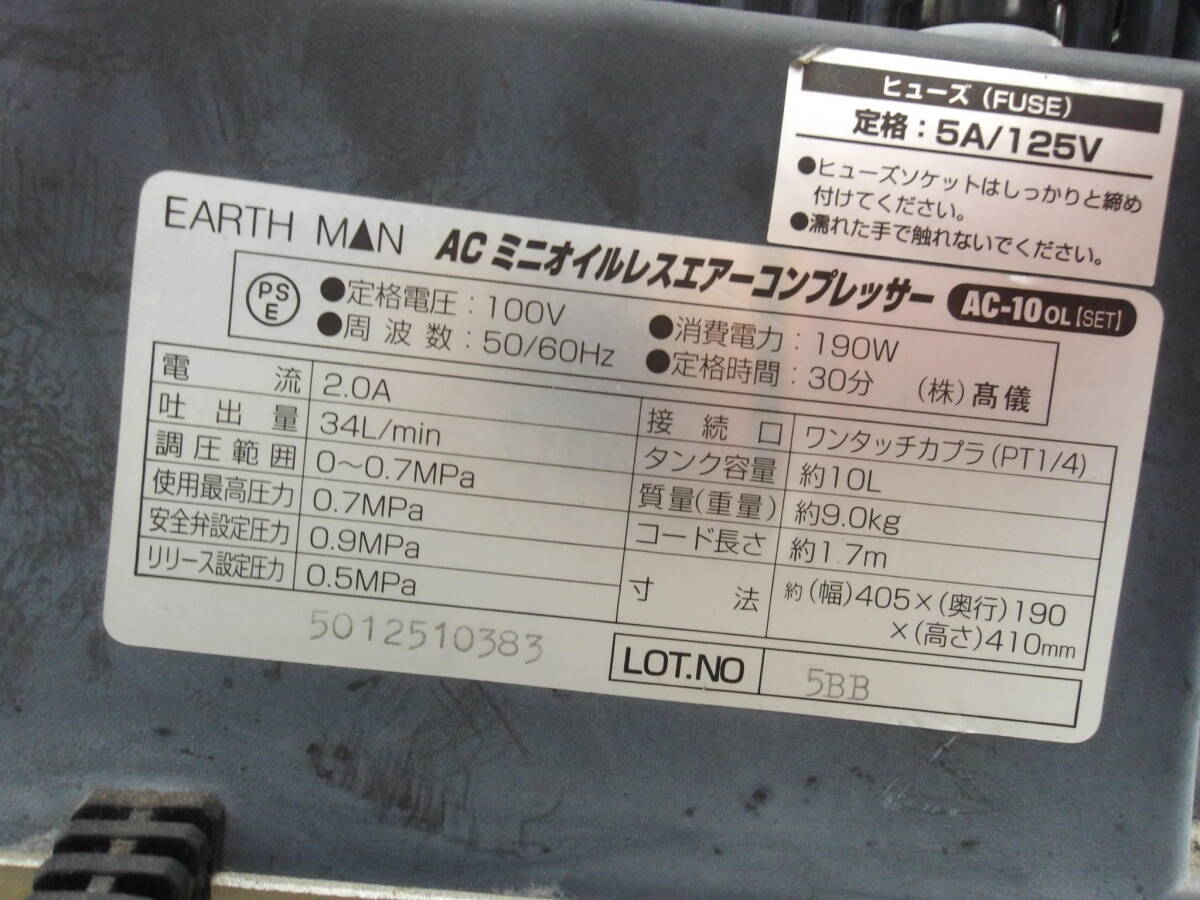 ヒューズ（FUSE）
定格：5A/125V
●ヒューズソケットはしっかりと締め
付けてください。
●濡れた手で触れないでください。
EARTH MAN ACミニオイルレスエアーコンプレッサー AC-10OL［SET］
PSE
●定格電圧：100V ●消費電力：190W
●周波数：50/60Hz ●定格時間：30分 （株）髙儀
電流 2.0A
吐出量 34L/min
調圧範囲 0～0.7MPa
使用最高圧力 0.7MPa
安全弁設定圧力 0.9MPa
リリース設定圧力 0.5MPa
接続口 ワンタッチカプラ（PT1/4）
タンク容量 約10L
質量（重量） 約9.0kg
コード長さ 約1.7m
寸法 約（幅）405×（奥行）190
×（高さ）410mm
5012510383
LOT.NO 5BB